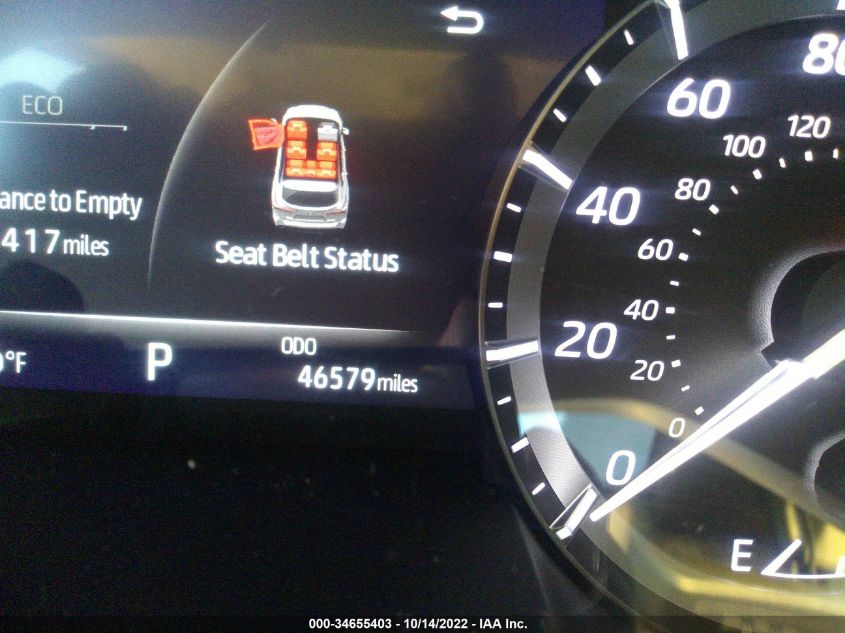 ECO
ance to Empty
417 miles
Seat Belt Status
°F
P
ODO
46579 miles
80
60
40
20
0
120
100
80
60
40
20
0
E
000-34655403 - 10/14/2022 - IAA Inc.